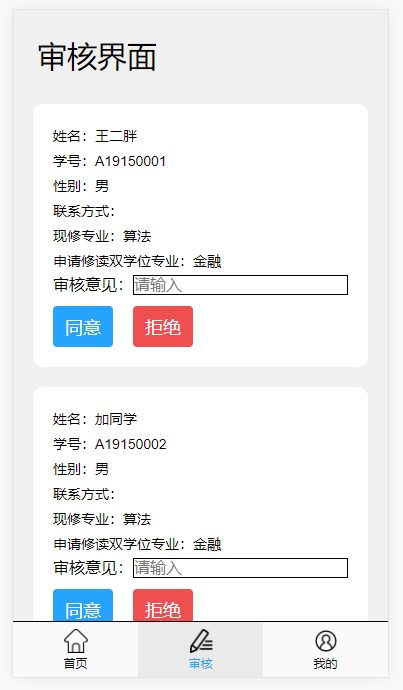 审核界面
姓名：王二胖
学号：A19150001
性别：男
联系方式：
现修专业：算法
申请修读双学位专业：金融
审核意见：请输入
同意 拒绝
姓名：加同学
学号：A19150002
性别：男
联系方式：
现修专业：算法
申请修读双学位专业：金融
审核意见：请输入
同意 拒绝
首页 审核 我的